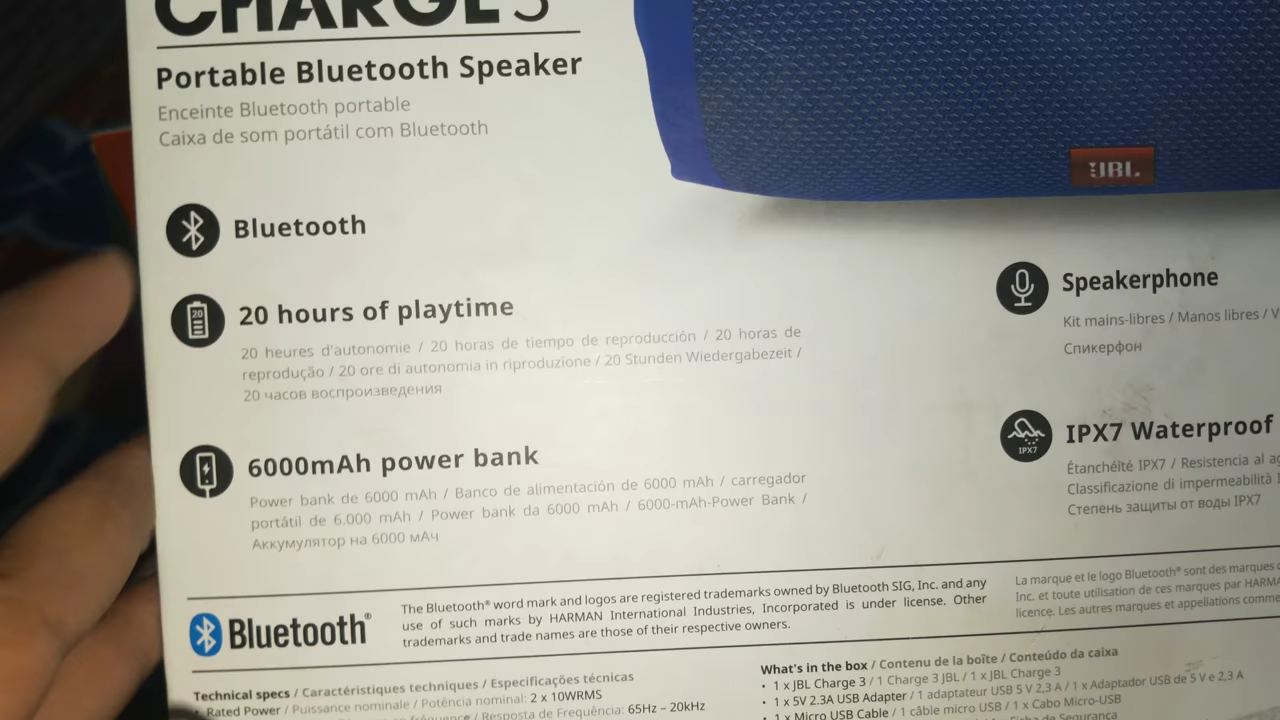 CHARGE 3
Portable Bluetooth Speaker
Enceinte Bluetooth portable
Caixa de som portátil com Bluetooth
JBL
Bluetooth
20
20 hours of playtime
20 heures d'autonomie / 20 horas de tiempo de reproducción / 20 horas de
reprodução / 20 ore di autonomia in riproduzione / 20 Stunden Wiedergabezeit /
20 часов воспроизведения
Speakerphone
Kit mains-libres / Manos libres / V
Спикерфон
6000mAh power bank
Power bank de 6000 mAh / Banco de alimentación de 6000 mAh / carregador
portátil de 6.000 mAh / Power bank da 6000 mAh / 6000-mAh-Power Bank /
Аккумулятор на 6000 мАч
IPX7
IPX7 Waterproof
Étanchéité IPX7 / Resistencia al
Classificazione di impermeabilità
Степень защиты от воды IPX7
Bluetooth®
The Bluetooth® word mark and logos are registered trademarks owned by Bluetooth SIG, Inc. and any
use of such marks by HARMAN International Industries, Incorporated is under license. Other
trademarks and trade names are those of their respective owners.
La marque et le logo Bluetooth® sont des marques
Inc. et toute utilisation de ces marques par HARMA
licence. Les autres marques et appellations comme
Technical specs / Caractéristiques techniques / Especificações técnicas
• Rated Power / Puissance nominale / Potência nominal: 2 x 10WRMS
fréquence / Resposta de Frequência: 65Hz – 20kHz
What's in the box / Contenu de la boîte / Conteúdo da caixa
• 1 x JBL Charge 3 / 1 Charge 3 JBL / 1 x JBL Charge 3
• 1 x 5V 2.3A USB Adapter / 1 adaptateur USB 5 V 2,3 A / 1 x Adaptador USB de 5 V e 2,3 A
• 1 x Micro USB Cable / 1 câble micro USB / 1 x Cabo Micro-USB
de Segurança